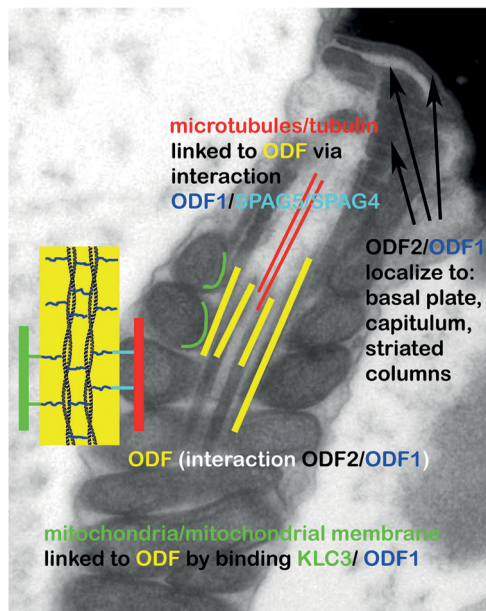 microtubules/tubulin
linked to ODF via
interaction
ODF1/SPAG5/SPAG4
ODF2/ODF1
localize to:
basal plate,
capitulum,
striated
columns
ODF (interaction ODF2/ODF1)
mitochondria/mitochondrial membrane
linked to ODF by binding KLC3/ ODF1